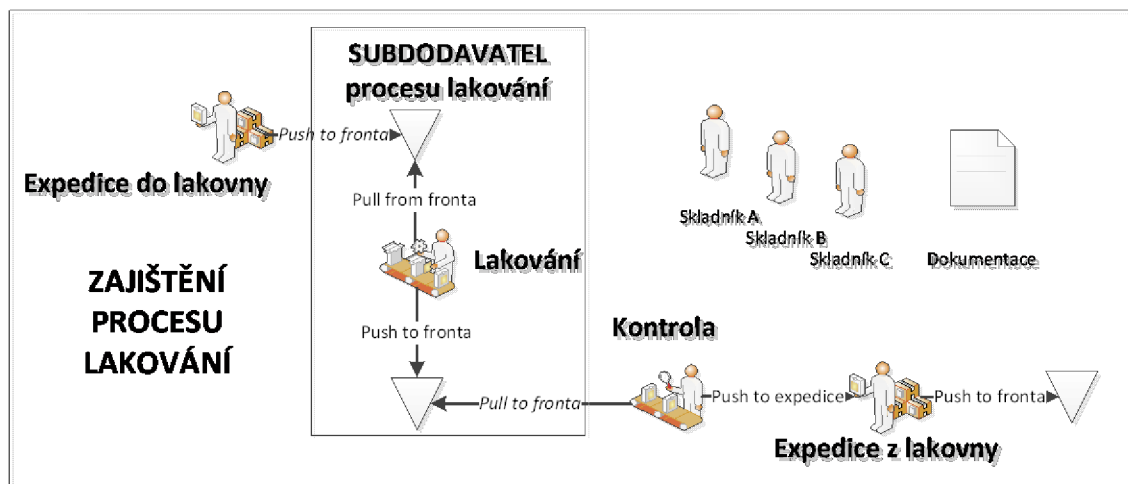 SUBDODAVATEL
procesu lakování
Push to fronta
Expedice do lakovny
Pull from fronta
Skladník A
Skladník B
Skladník C
Dokumentace
Lakování
ZAJIŠTĚNÍ
PROCESU
LAKOVÁNÍ
Push to fronta
Kontrola
Pull to fronta
Push to expedice
Push to fronta
Expedice z lakovny